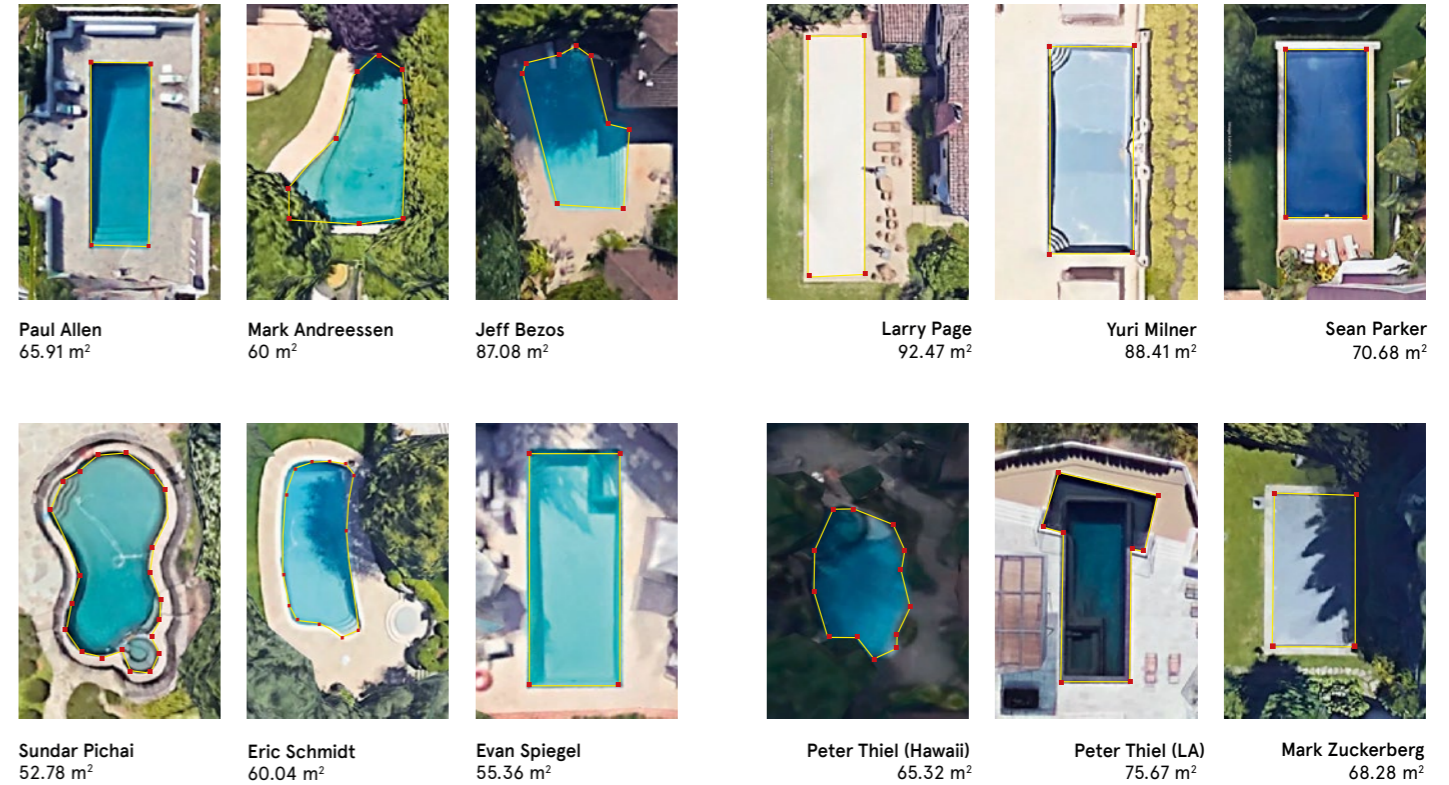 Paul Allen
65.91 m²
Mark Andreessen
60 m²
Jeff Bezos
87.08 m²
Larry Page
92.47 m²
Yuri Milner
88.41 m²
Sean Parker
70.68 m²
Sundar Pichai
52.78 m²
Eric Schmidt
60.04 m²
Evan Spiegel
55.36 m²
Peter Thiel (Hawaii)
65.32 m²
Peter Thiel (LA)
75.67 m²
Mark Zuckerberg
68.28 m²